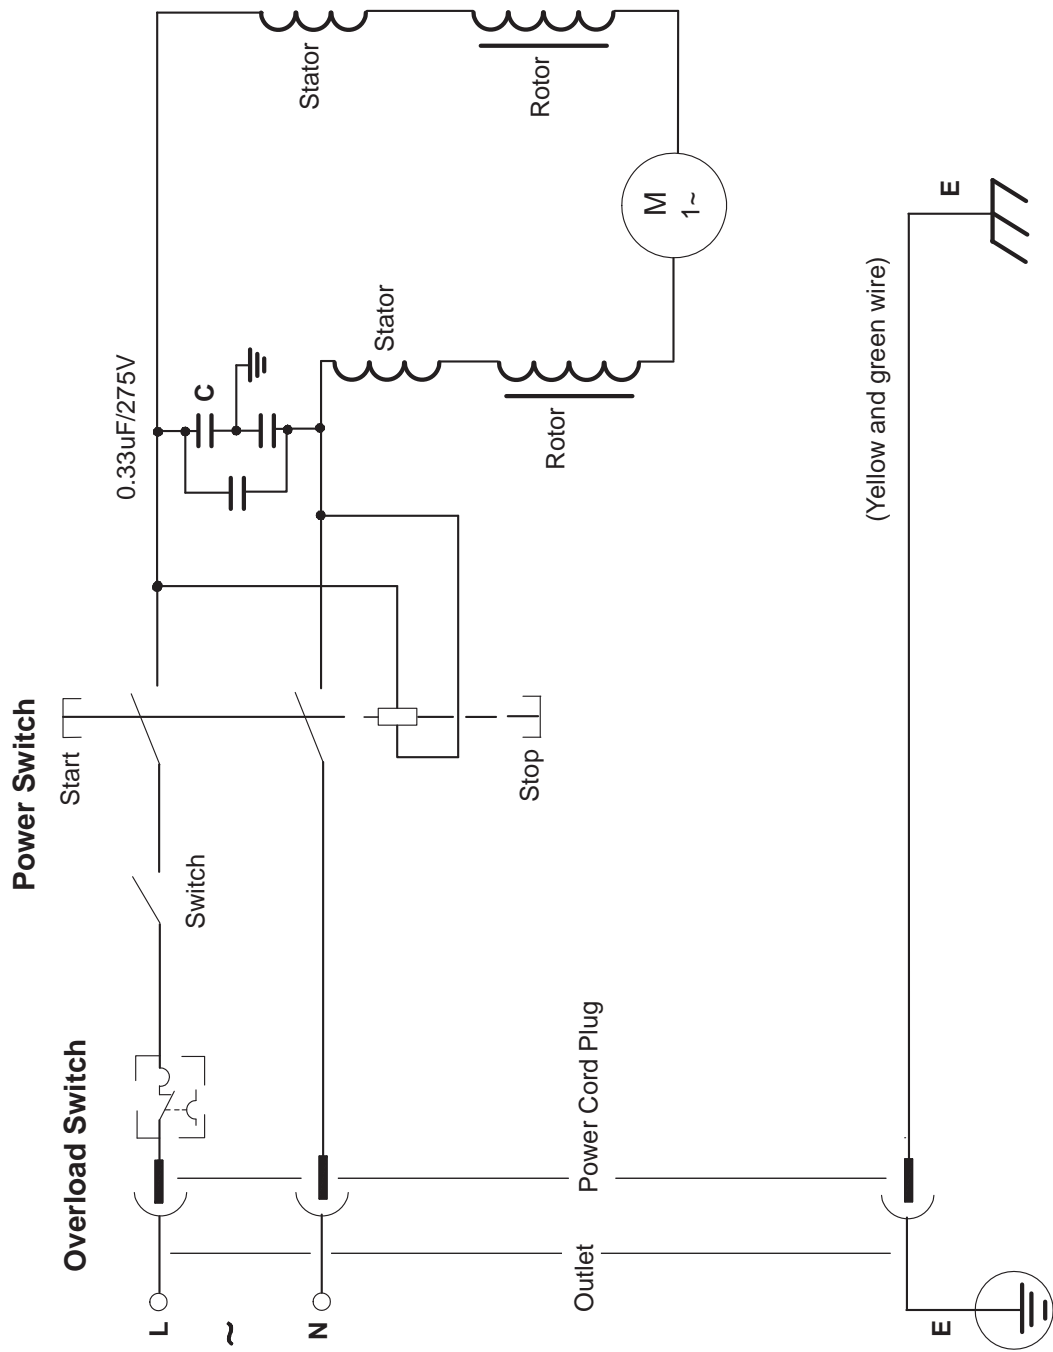 Power Switch
Overload Switch
Start
0.33uF/275V
L
Switch
C
Stator
~
N
Stop
Stator
Rotor
Rotor
M
1~
Outlet
Power Cord Plug
(Yellow and green wire)
E
E